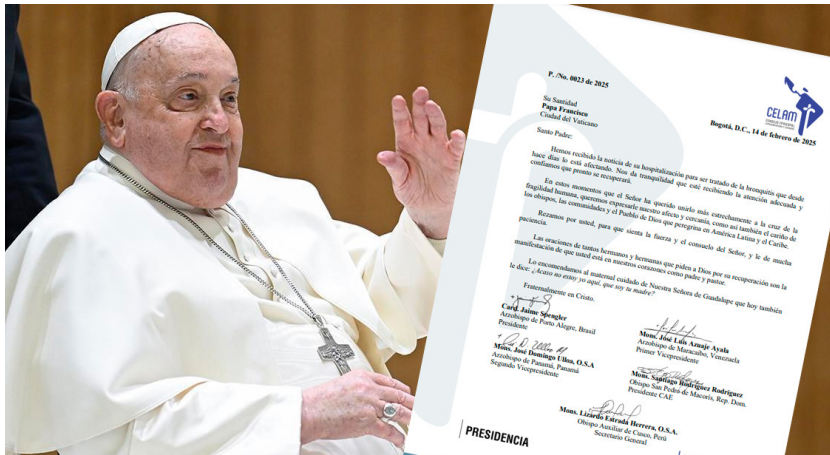 P. /No. 0023 de 2025
CELAM
Bogotá, D.C., 14 de febrero de 2025
Su Santidad
Papa Francisco
Ciudad del Vaticano
Santo Padre:
Hemos recibido la noticia de su hospitalización para ser tratado de la bronquitis que desde
hace días lo está afectando. Nos da tranquilidad que esté recibiendo la atención adecuada y
confiamos que pronto se recuperará.
En estos momentos que el Señor ha querido unirlo más estrechamente a la cruz de la
fragilidad humana, queremos expresarle nuestro afecto y cercanía, como así también el cariño de
los obispos, las comunidades y el Pueblo de Dios que peregrina en América Latina y el Caribe.
Rezamos por usted, para que sienta la fuerza y el consuelo del Señor, y le de mucha
paciencia.
Las oraciones de tantos hermanos y hermanas que piden a Dios por su recuperación son la
manifestación de que usted está en nuestros corazones como padre y pastor.
Lo encomendamos al maternal cuidado de Nuestra Señora de Guadalupe que hoy también
le dice: ¿Acaso no estoy yo aquí, que soy tu madre?
Fraternalmente en Cristo.
Card. Jaime Spengler
Arzobispo de Porto Alegre, Brasil
Presidente
Mons. José Luis Azuaje Ayala
Arzobispo de Maracaibo, Venezuela
Primer Vicepresidente
Mons. José Domingo Ulloa, O.S.A
Arzobispo de Panamá, Panamá
Segundo Vicepresidente
Mons. Santiago Rodríguez Rodríguez
Obispo San Pedro de Macorís, Rep. Dom.
Presidente CAE
Mons. Lizardo Estrada Herrera, O.S.A.
Obispo Auxiliar de Cusco, Perú
Secretario General
PRESIDENCIA